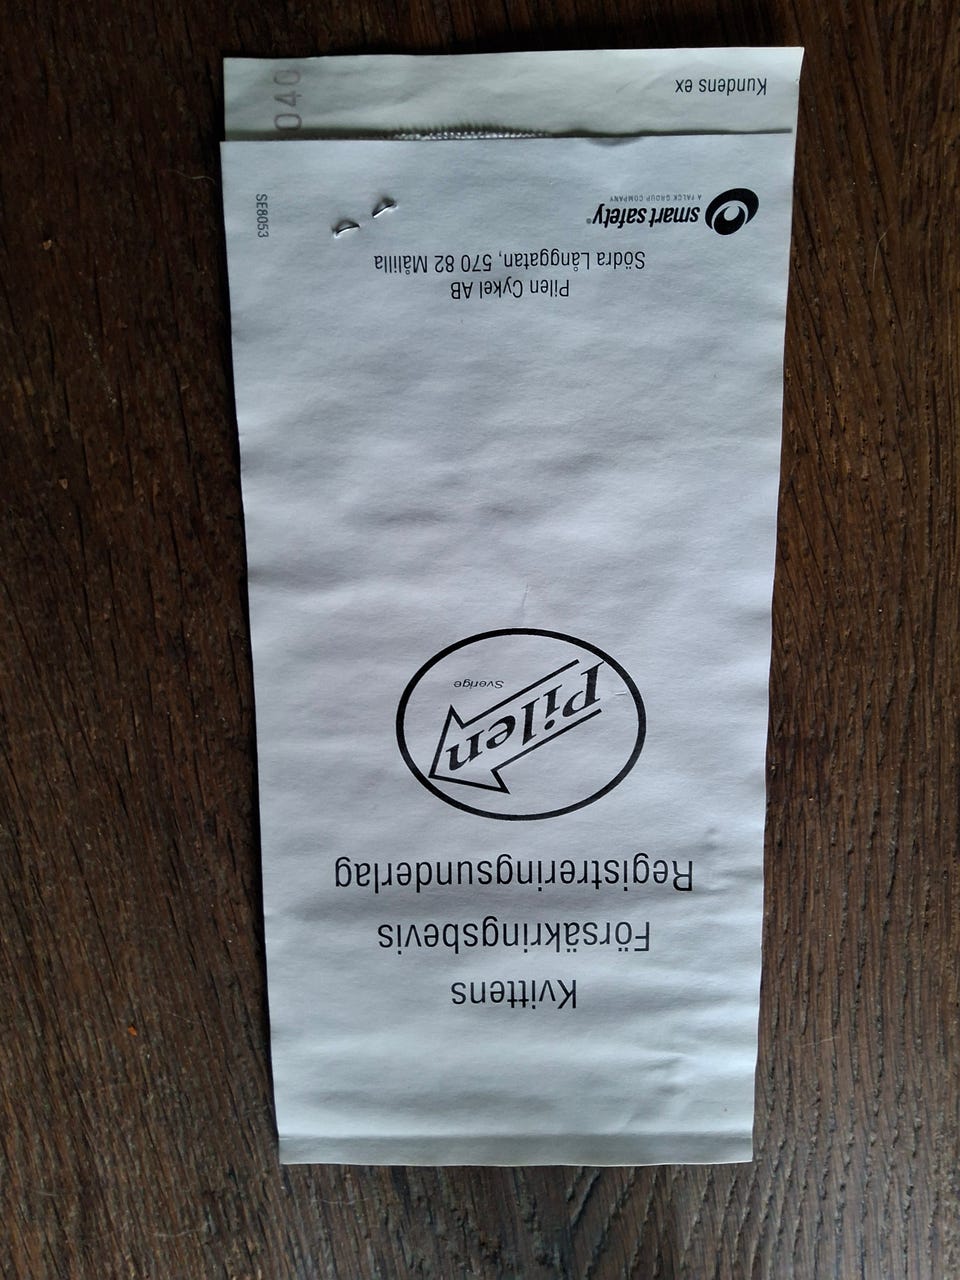 Kvittens
Försäkringsbevis
Registreringsunderlag
Pilen
Sverige
Pilen Cykel AB
Södra Långgatan, 570 82 Målilla
smart safety®
A FALCK GROUP COMPANY
SE8053
Kundens ex
040